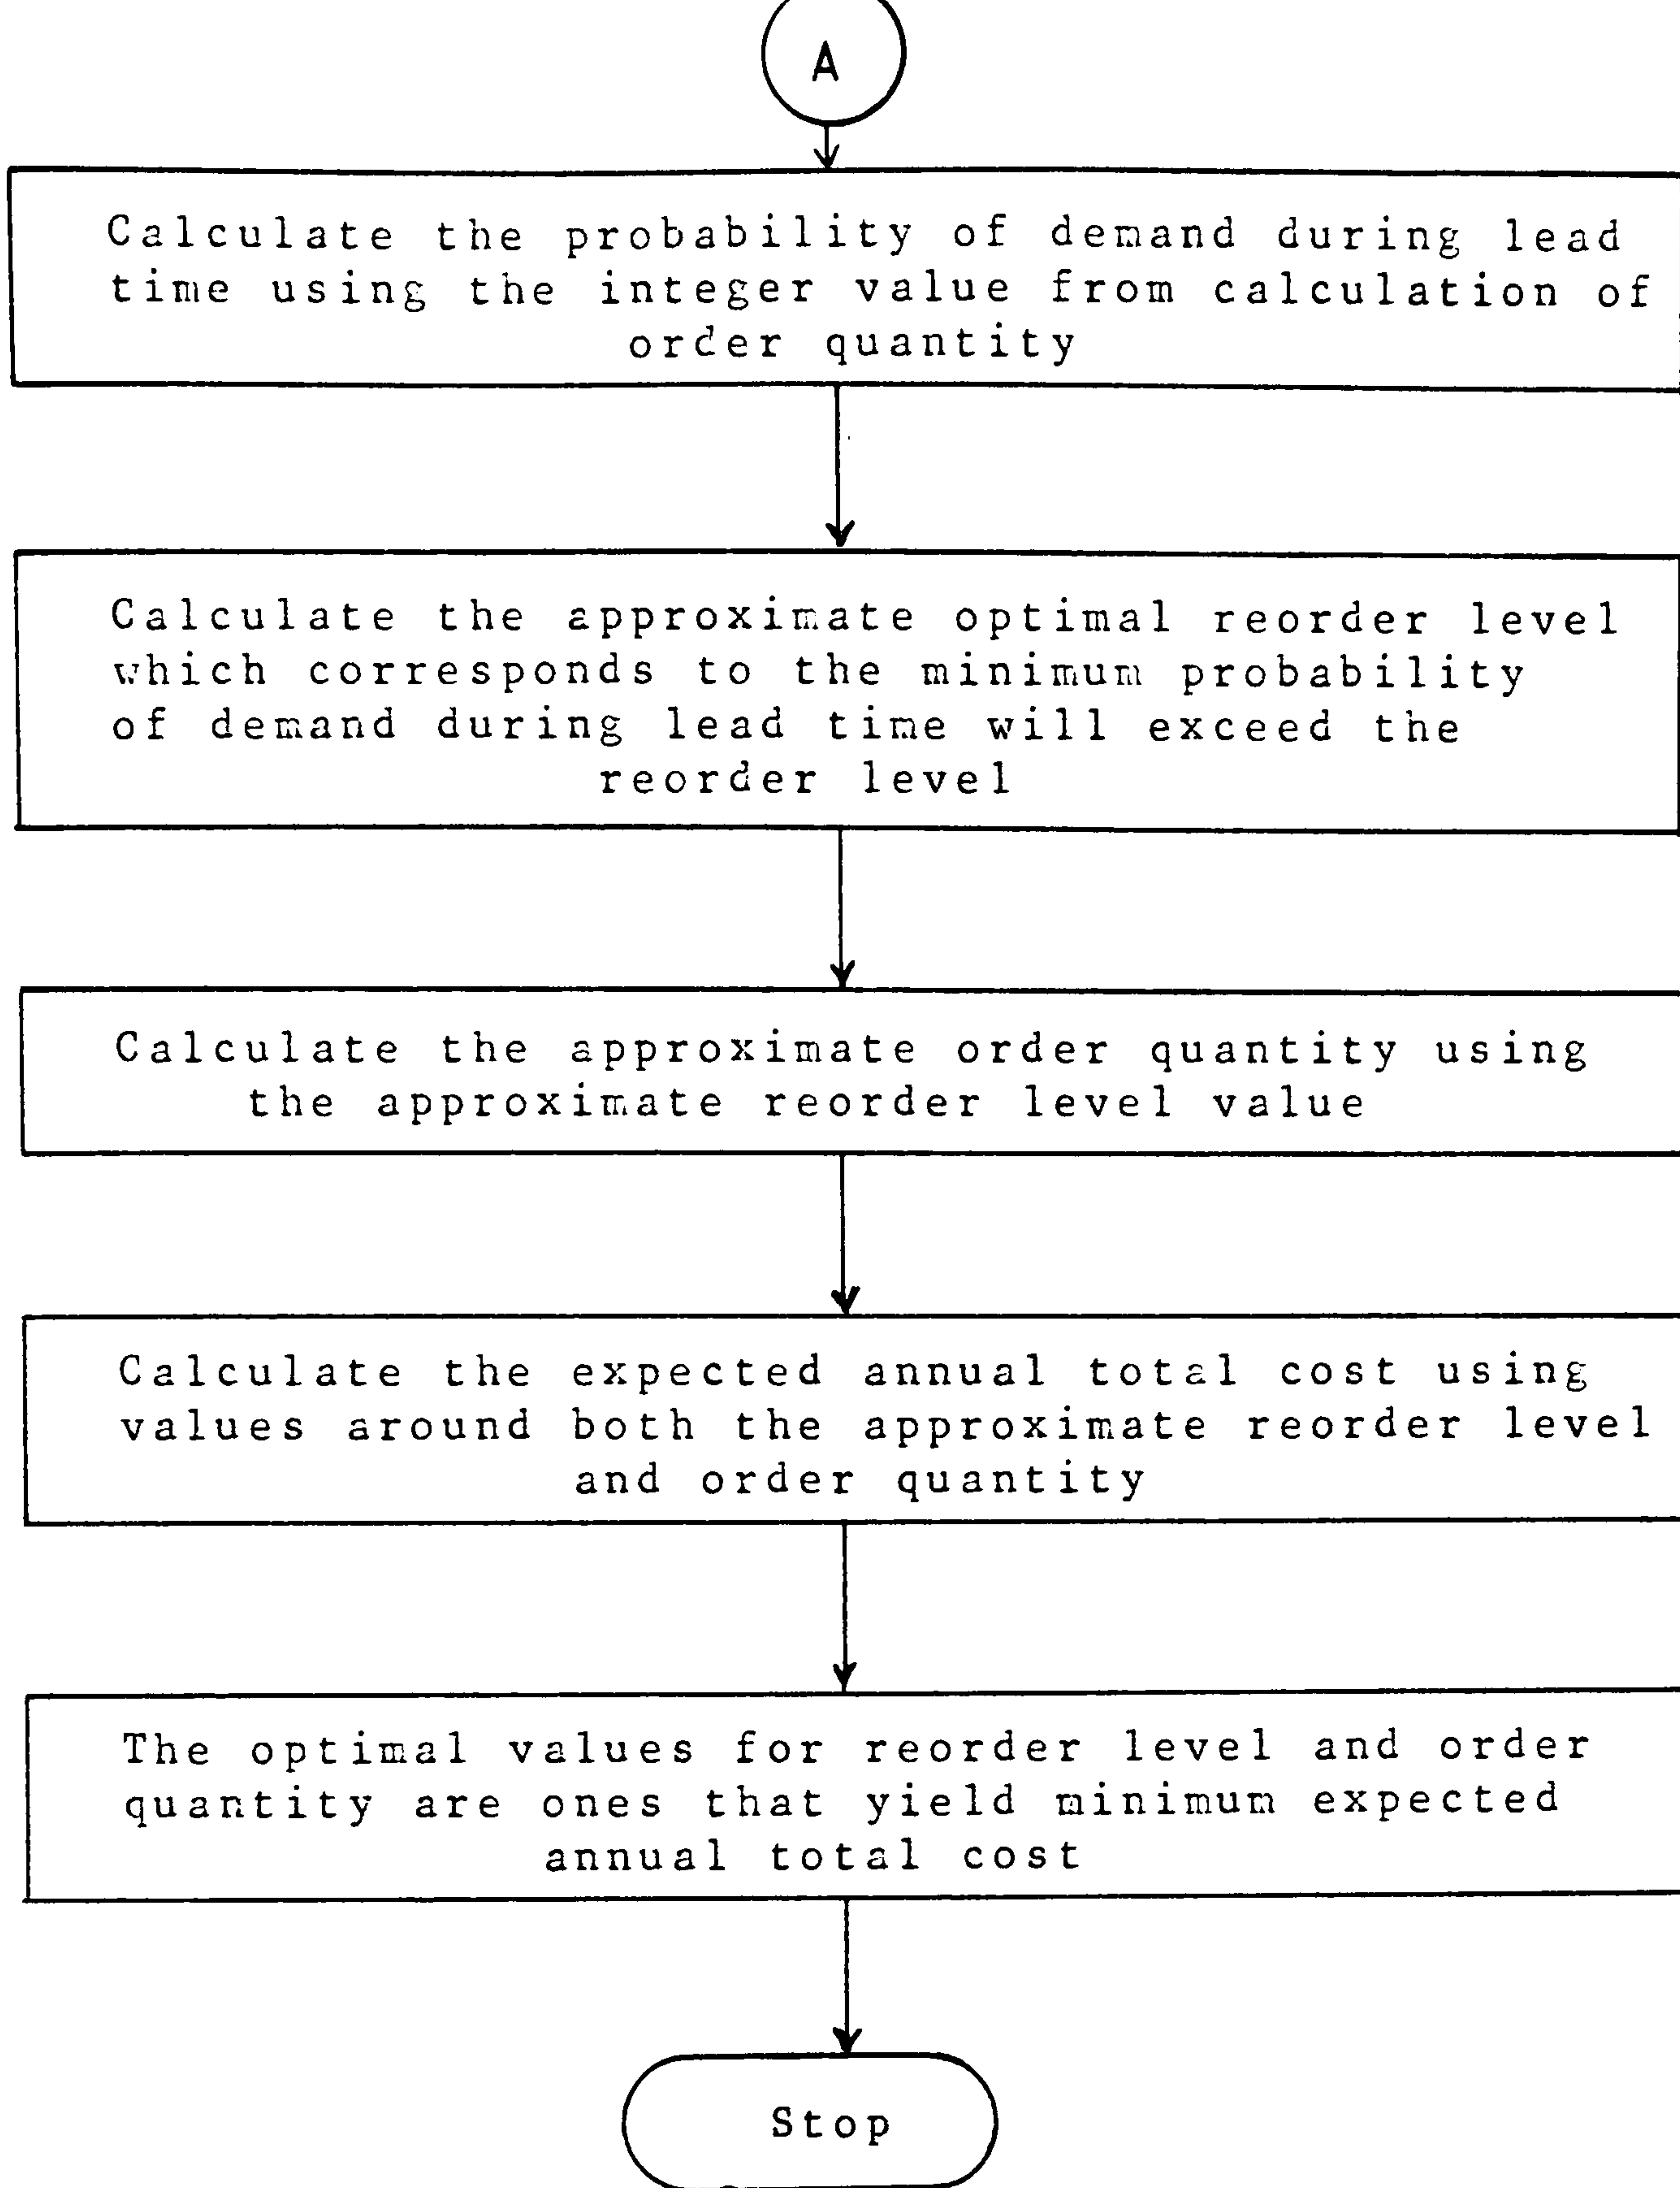 A
Calculate the probability of demand during lead
time using the integer value from calculation of
order quantity
Calculate the approximate optimal reorder level
which corresponds to the minimum probability
of demand during lead time will exceed the
reorder level
Calculate the approximate order quantity using
the approximate reorder level value
Calculate the expected annual total cost using
values around both the approximate reorder level
and order quantity
The optimal values for reorder level and order
quantity are ones that yield minimum expected
annual total cost
Stop